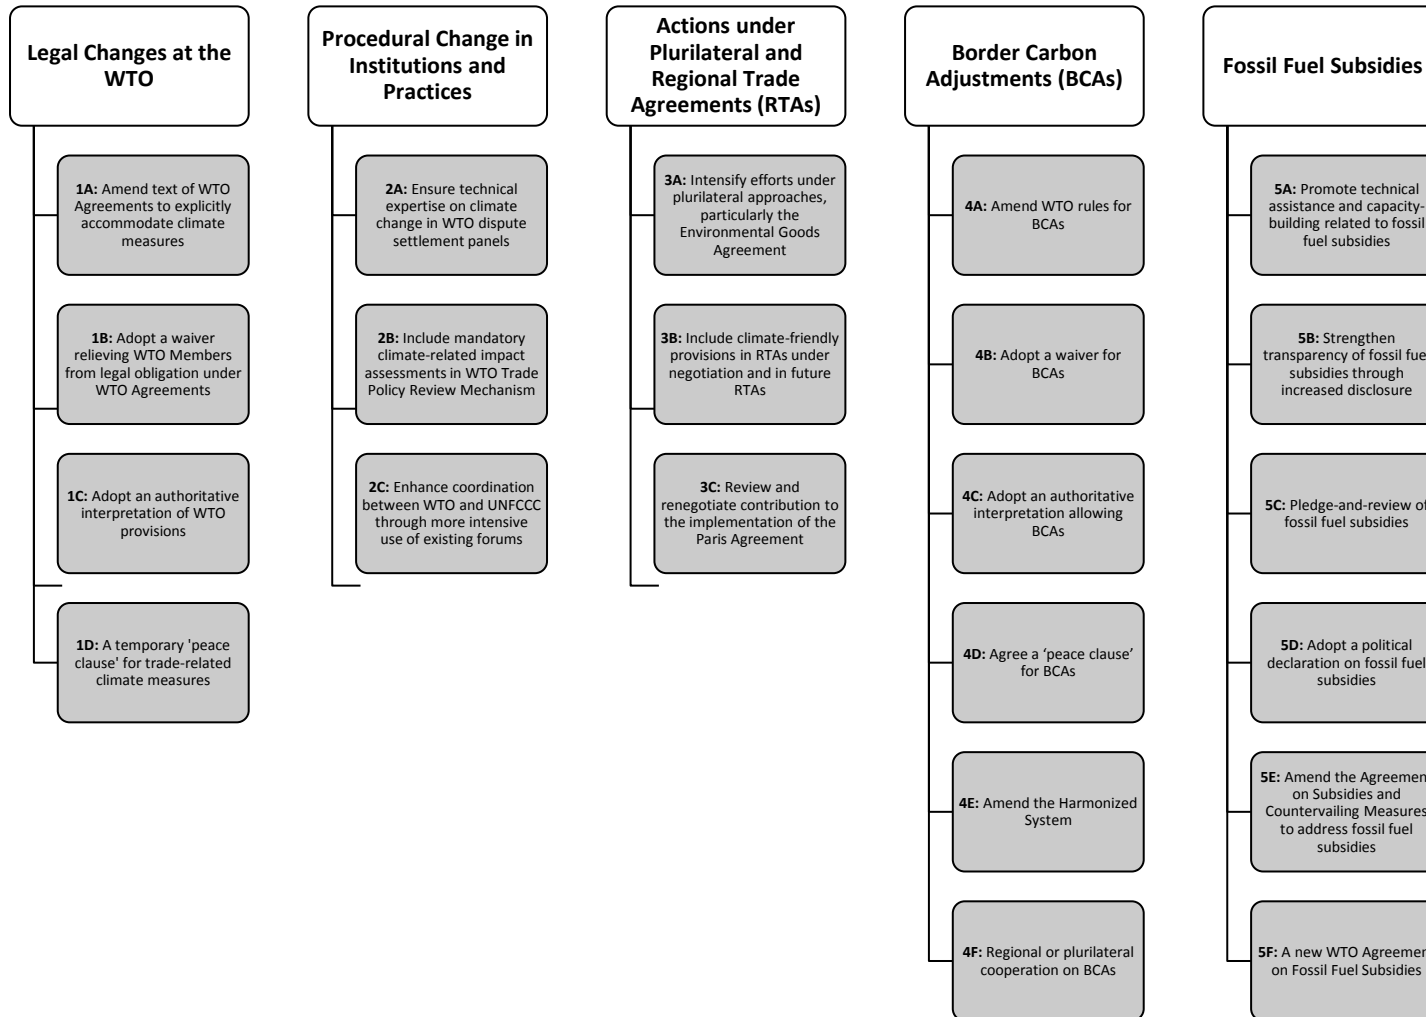 Legal Changes at the
WTO
1A: Amend text of WTO
Agreements to explicitly
accommodate climate
measures
1B: Adopt a waiver
relieving WTO Members
from legal obligation under
WTO Agreements
1C: Adopt an authoritative
interpretation of WTO
provisions
1D: A temporary 'peace
clause' for trade-related
climate measures
Procedural Change in
Institutions and
Practices
2A: Ensure technical
expertise on climate
change in WTO dispute
settlement panels
2B: Include mandatory
climate-related impact
assessments in WTO Trade
Policy Review Mechanism
2C: Enhance coordination
between WTO and UNFCCC
through more intensive
use of existing forums
Actions under
Plurilateral and
Regional Trade
Agreements (RTAs)
3A: Intensify efforts under
plurilateral approaches,
particularly the
Environmental Goods
Agreement
3B: Include climate-friendly
provisions in RTAs under
negotiation and in future
RTAs
3C: Review and
renegotiate contribution to
the implementation of the
Paris Agreement
Border Carbon
Adjustments (BCAs)
4A: Amend WTO rules for
BCAs
4B: Adopt a waiver for
BCAs
4C: Adopt an authoritative
interpretation allowing
BCAs
4D: Agree a ‘peace clause’
for BCAs
4E: Amend the Harmonized
System
4F: Regional or plurilateral
cooperation on BCAs
Fossil Fuel Subsidies
5A: Promote technical
assistance and capacity-
building related to fossil
fuel subsidies
5B: Strengthen
transparency of fossil fue
subsidies through
increased disclosure
5C: Pledge-and-review of
fossil fuel subsidies
5D: Adopt a political
declaration on fossil fuel
subsidies
5E: Amend the Agreemen
on Subsidies and
Countervailing Measures
to address fossil fuel
subsidies
5F: A new WTO Agreemen
on Fossil Fuel Subsidies